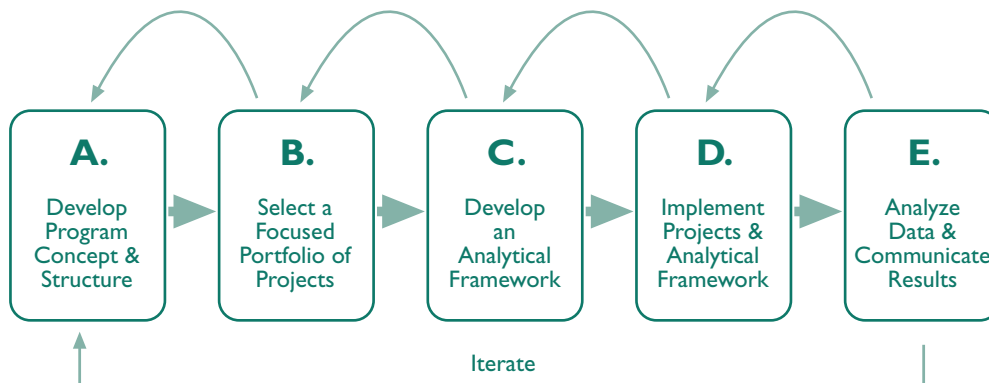 A.
Develop
Program
Concept &
Structure
B.
Select a
Focused
Portfolio of
Projects
C.
Develop
an
Analytical
Framework
D.
Implement
Projects &
Analytical
Framework
E.
Analyze
Data &
Communicate
Results
Iterate